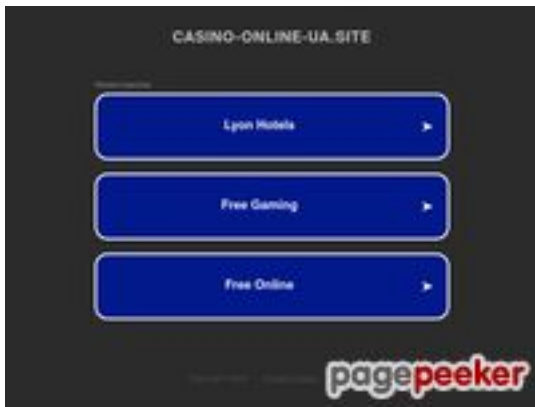 CASINO-ONLINE-UA.SITE
Lyon Hotels
Free Gaming
Free Online
pagepeeker